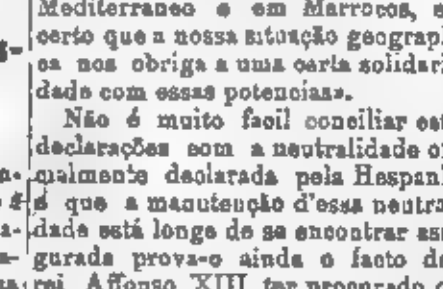 Mediterraneo e em Marrocos, é
certo que a nossa situação geographi
ca nos obriga a uma certa solidari
dade com essas potencias».
Não é muito facil conciliar est
declarações com a neutralidade of
cialmente declarada pela Hespanh
é que a manutenção d'essa neutra
dade está longe de se encontrar ass
gurada prova-o ainda o facto de
rei Affonso XIII ter procurado